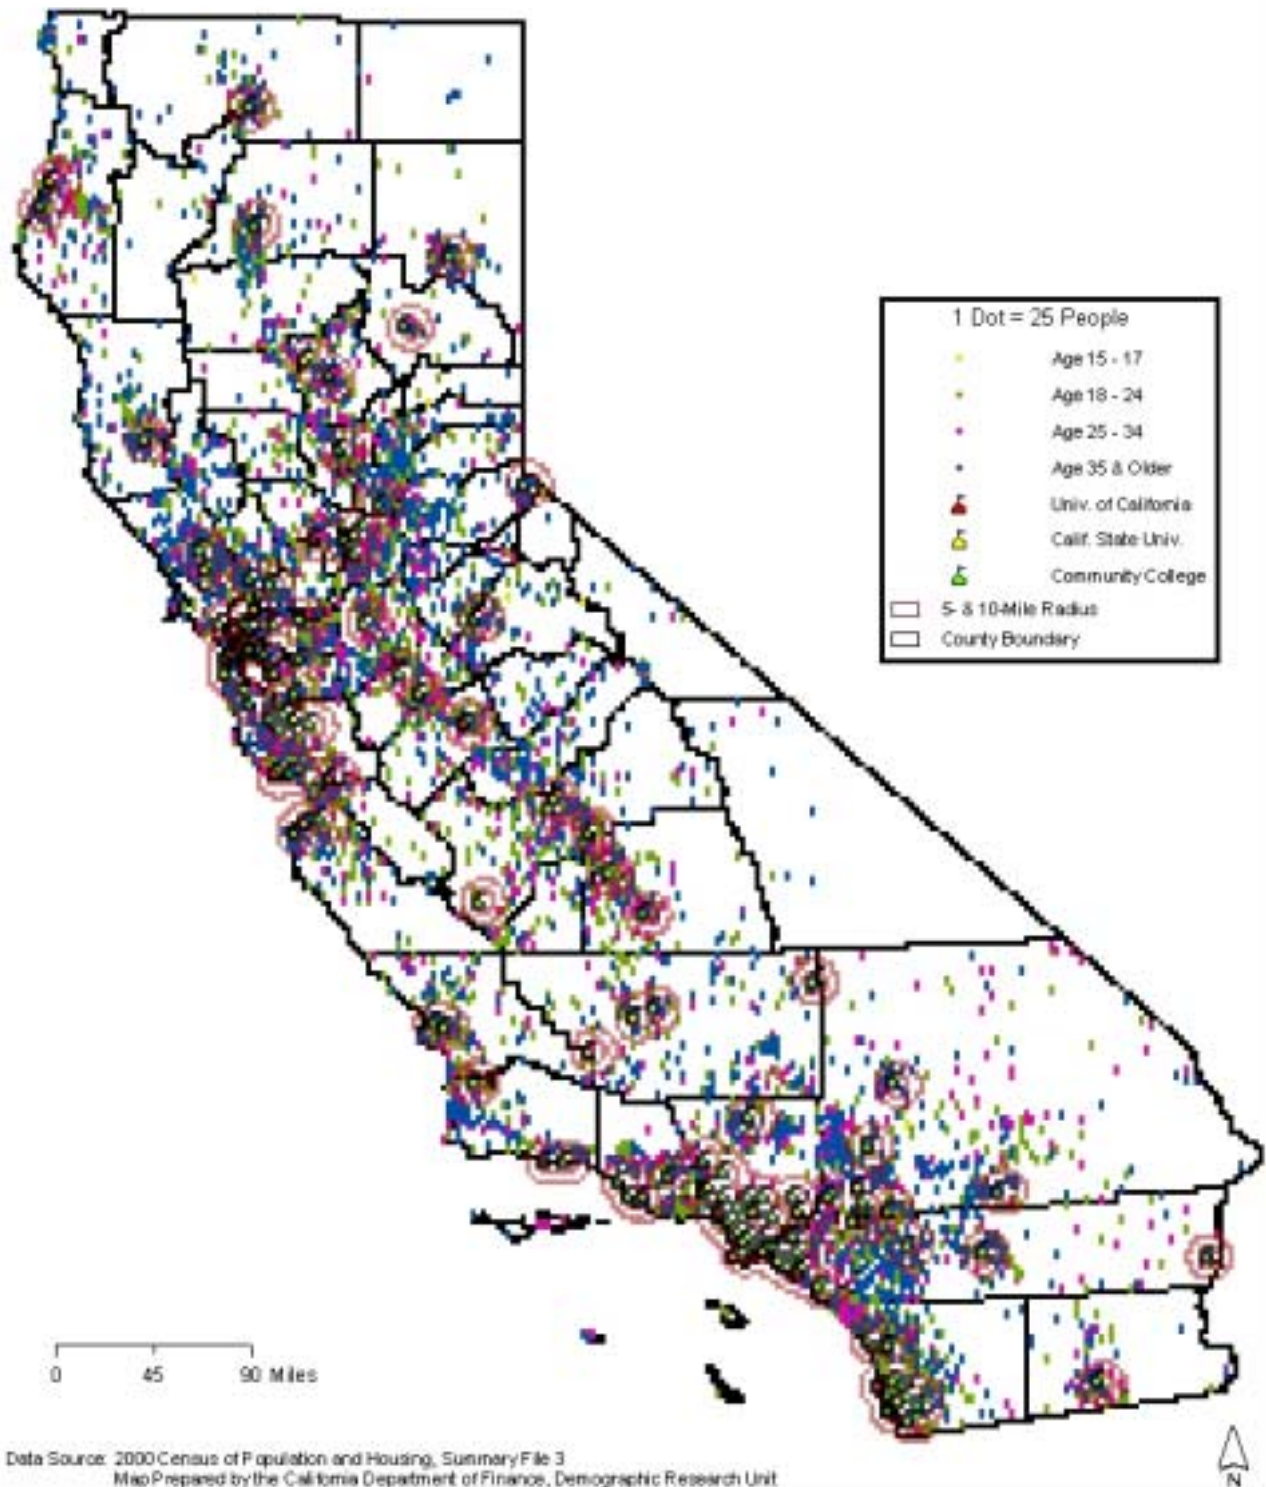 1 Dot = 25 People
Age 15 - 17
Age 18 - 24
Age 25 - 34
Age 35 & Older
Univ. of California
Calif. State Univ.
Community College
5- & 10-Mile Radius
County Boundary
0 45 90 Miles
Data Source: 2000 Census of Population and Housing, Summary File 3
Map Prepared by the California Department of Finance, Demographic Research Unit
N